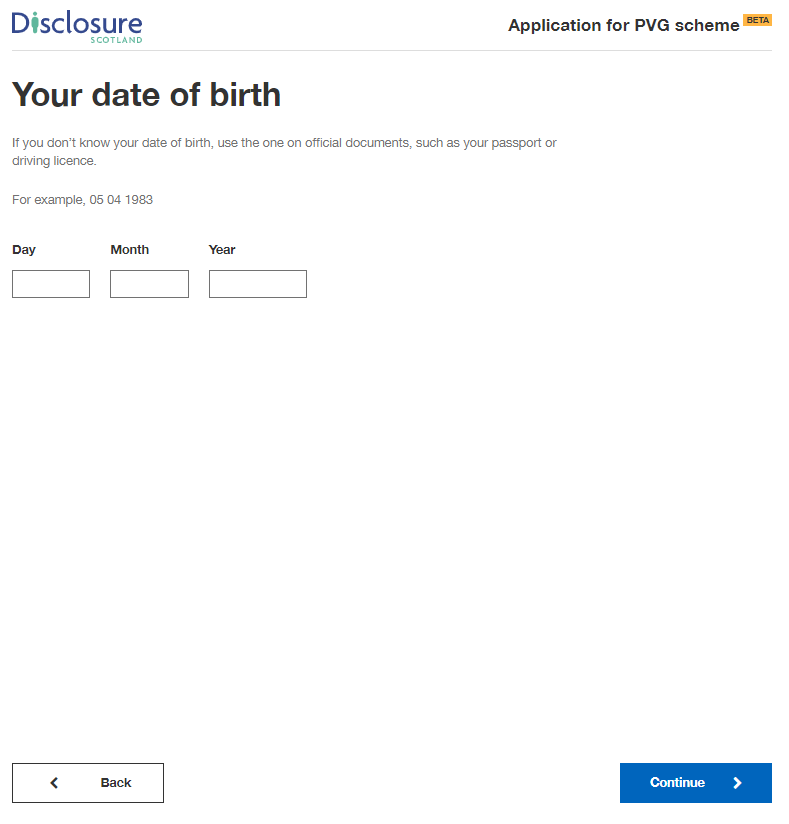 Disclosure
SCOTLAND
Application for PVG scheme BETA
Your date of birth
If you don't know your date of birth, use the one on official documents, such as your passport or
driving licence.
For example, 05 04 1983
Day Month Year
Back Continue